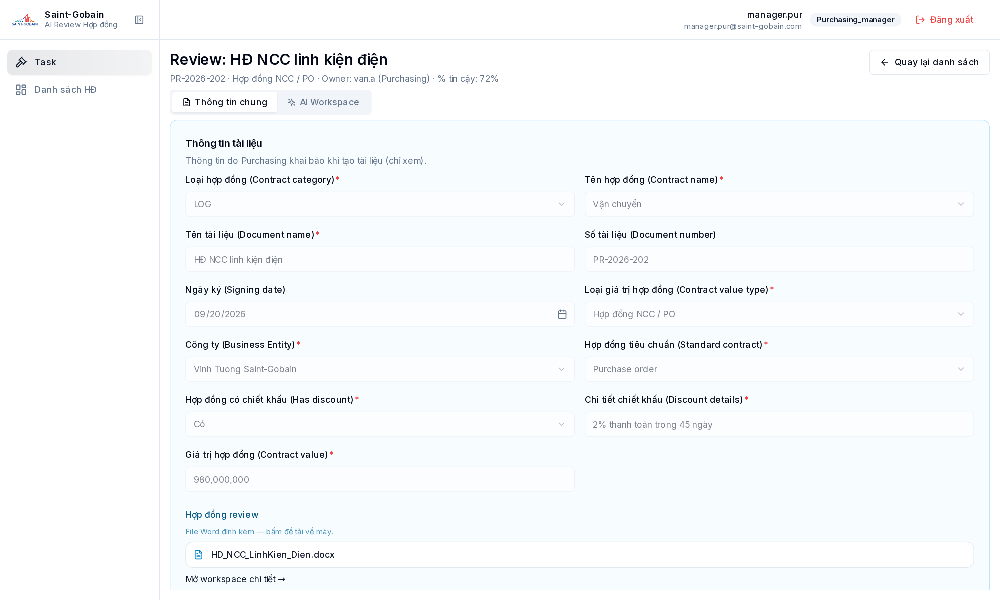 SAINT-GOBAIN
Saint-Gobain
AI Review Hợp đồng
manager.pur
manager.pur@saint-gobain.com
Purchasing_manager
Đăng xuất
Task
Danh sách HĐ
Review: HĐ NCC linh kiện điện
PR-2026-202 · Hợp đồng NCC / PO · Owner: van.a (Purchasing) · % tin cậy: 72%
Quay lại danh sách
Thông tin chung
AI Workspace
Thông tin tài liệu
Thông tin do Purchasing khai báo khi tạo tài liệu (chỉ xem).
Loại hợp đồng (Contract category)*
Tên hợp đồng (Contract name)*
LOG
Vận chuyển
Tên tài liệu (Document name)*
Số tài liệu (Document number)
HĐ NCC linh kiện điện
PR-2026-202
Ngày ký (Signing date)
Loại giá trị hợp đồng (Contract value type)*
09/20/2026
Hợp đồng NCC / PO
Công ty (Business Entity)*
Hợp đồng tiêu chuẩn (Standard contract)*
Vinh Tuong Saint-Gobain
Purchase order
Hợp đồng có chiết khấu (Has discount)*
Chi tiết chiết khấu (Discount details)*
Có
2% thanh toán trong 45 ngày
Giá trị hợp đồng (Contract value)*
980,000,000
Hợp đồng review
File Word đính kèm — bấm để tải về máy.
HD_NCC_LinhKien_Dien.docx
Mở workspace chi tiết →